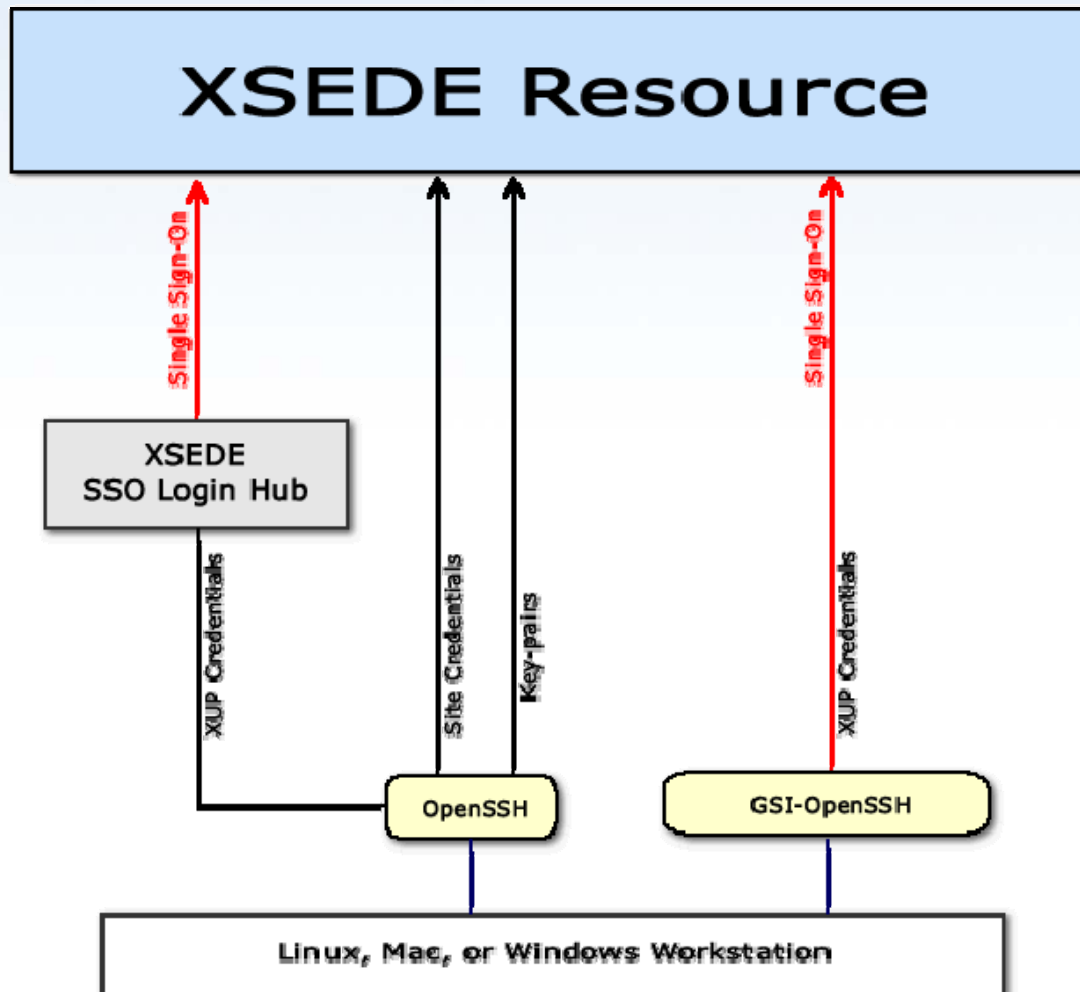 XSEDE Resource
Single Sign-On
Single Sign-On
XSEDE
SSO Login Hub
XUP Credentials
Site Credentials
Key-pairs
XUP Credentials
OpenSSH
GSI-OpenSSH
Linux, Mac, or Windows Workstation